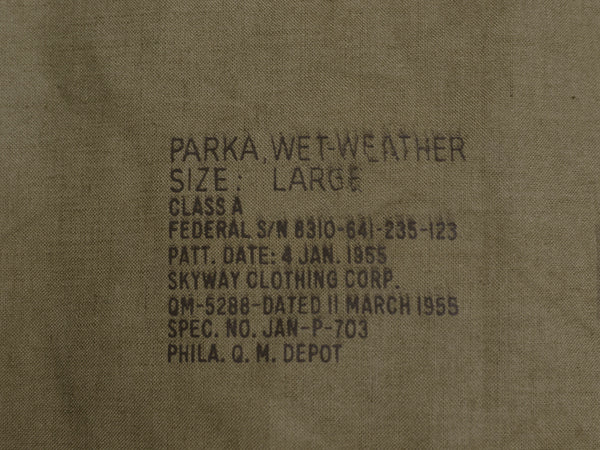 PARKA, WET-WEATHER
SIZE: LARGE
CLASS A
FEDERAL S/N 8310-641-235-123
PATT. DATE: 4 JAN. 1955
SKYWAY CLOTHING CORP.
QM-5288-DATED 11 MARCH 1955
SPEC. NO. JAN-P-703
PHILA. Q. M. DEPOT